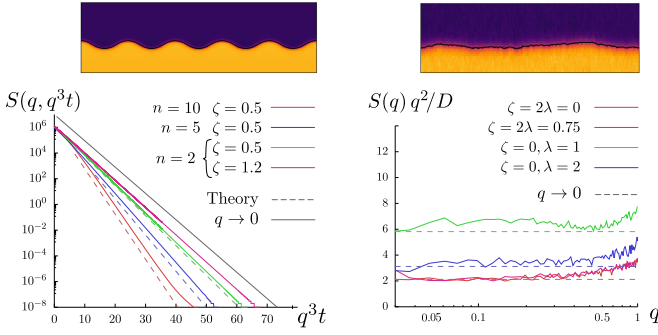 S(q, q³t)
n = 10 ζ = 0.5
n = 5 ζ = 0.5
n = 2 { ζ = 0.5
ζ = 1.2
Theory
q → 0
10⁶
10⁴
10²
10⁰
10⁻²
10⁻⁴
10⁻⁶
10⁻⁸
0 10 20 30 40 50 60 70
q³t
S(q) q²/D
ζ = 2λ = 0
ζ = 2λ = 0.75
ζ = 0, λ = 1
ζ = 0, λ = 2
q → 0
14
12
10
8
6
4
2
0
0.05 0.1 0.5 1
q